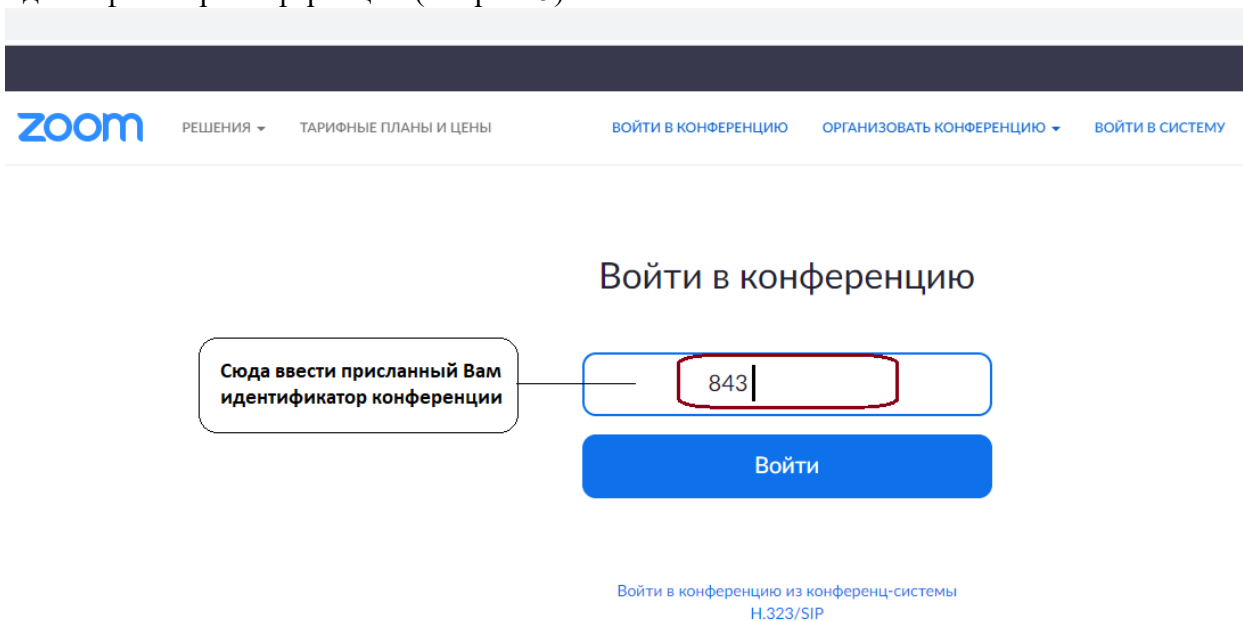 zoom РЕШЕНИЯ ТАРИФНЫЕ ПЛАНЫ И ЦЕНЫ ВОЙТИ В КОНФЕРЕНЦИЮ ОРГАНИЗОВАТЬ КОНФЕРЕНЦИЮ ВОЙТИ В СИСТЕМУ
Войти в конференцию
Сюда ввести присланный Вам
идентификатор конференции
843
Войти
Войти в конференцию из конференц-системы
H.323/SIP